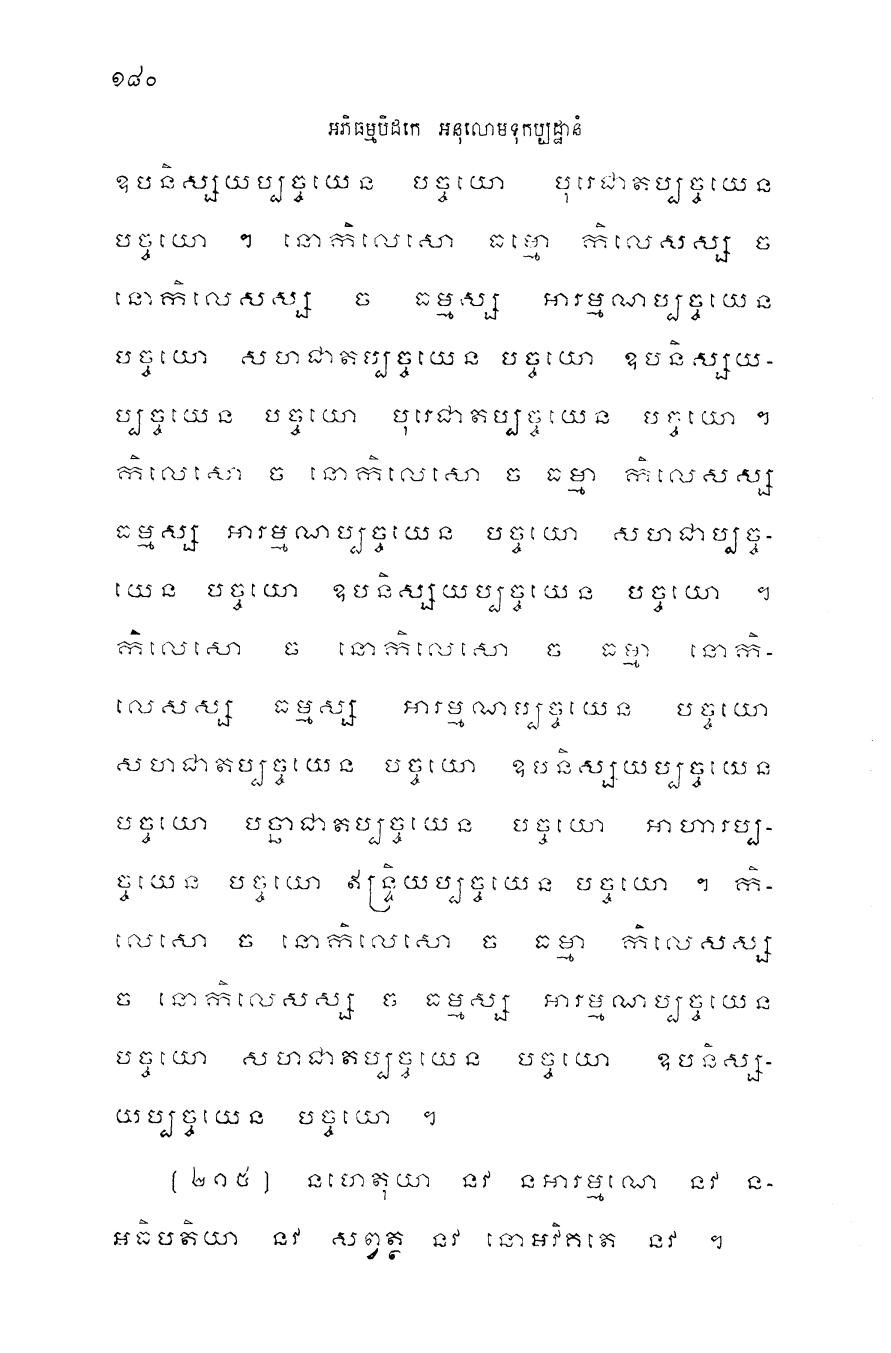 ១៨០
អភិធម្មបិដកេ អនុលោមទុកប្បដ្ឋានំ
ឧបនិស្សយប្បច្ចយេន បច្ចយោ បុរេជាតប្បច្ចយេន
បច្ចយោ ។ នោកិលេសោ ធម្មោ កិលេសស្ស ច
នោកិលេសស្ស ច ធម្មស្ស អារម្មណប្បច្ចយេន
បច្ចយោ សហជាតប្បច្ចយេន បច្ចយោ ឧបនិស្សយ-
ប្បច្ចយេន បច្ចយោ បុរេជាតប្បច្ចយេន បច្ចយោ ។
កិលេសោ ច នោកិលេសោ ច ធម្មា កិលេសស្ស
ធម្មស្ស អារម្មណប្បច្ចយេន បច្ចយោ សហជាប្បច្ច-
យេន បច្ចយោ ឧបនិស្សយប្បច្ចយេន បច្ចយោ ។
កិលេសោ ច នោកិលេសោ ច ធម្មា នោកិ-
លេសស្ស ធម្មស្ស អារម្មណប្បច្ចយេន បច្ចយោ
សហជាតប្បច្ចយេន បច្ចយោ ឧបនិស្សយប្បច្ចយេន
បច្ចយោ បច្ឆាជាតប្បច្ចយេន បច្ចយោ អាហារប្ប-
ច្ចយេន បច្ចយោ ឥន្ទ្រិយប្បច្ចយេន បច្ចយោ ។ កិ-
លេសោ ច នោកិលេសោ ច ធម្មា កិលេសស្ស
ច នោកិលេសស្ស ច ធម្មស្ស អារម្មណប្បច្ចយេន
បច្ចយោ សហជាតប្បច្ចយេន បច្ចយោ ឧបនិស្ស-
យប្បច្ចយេន បច្ចយោ ។
[២១៥] នហេតុយា នវ នអារម្មណេ នវ ន-
អធិបតិយា នវ សព្វត្ថ នវ នោអវិគតេ នវ ។